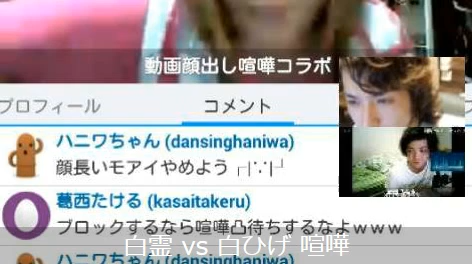 動画顔出し喧嘩コラボ
プロフィール
コメント
ハニワちゃん (dansinghaniwa)
顔長いモアイやめよう┌|∵|┘
葛西たける (kasaitakeru)
ブロックするなら喧嘩凸待ちするなよｗｗｗ
白霊 vs 白ひげ 喧嘩
ハニワちゃん (dansinghaniwa)